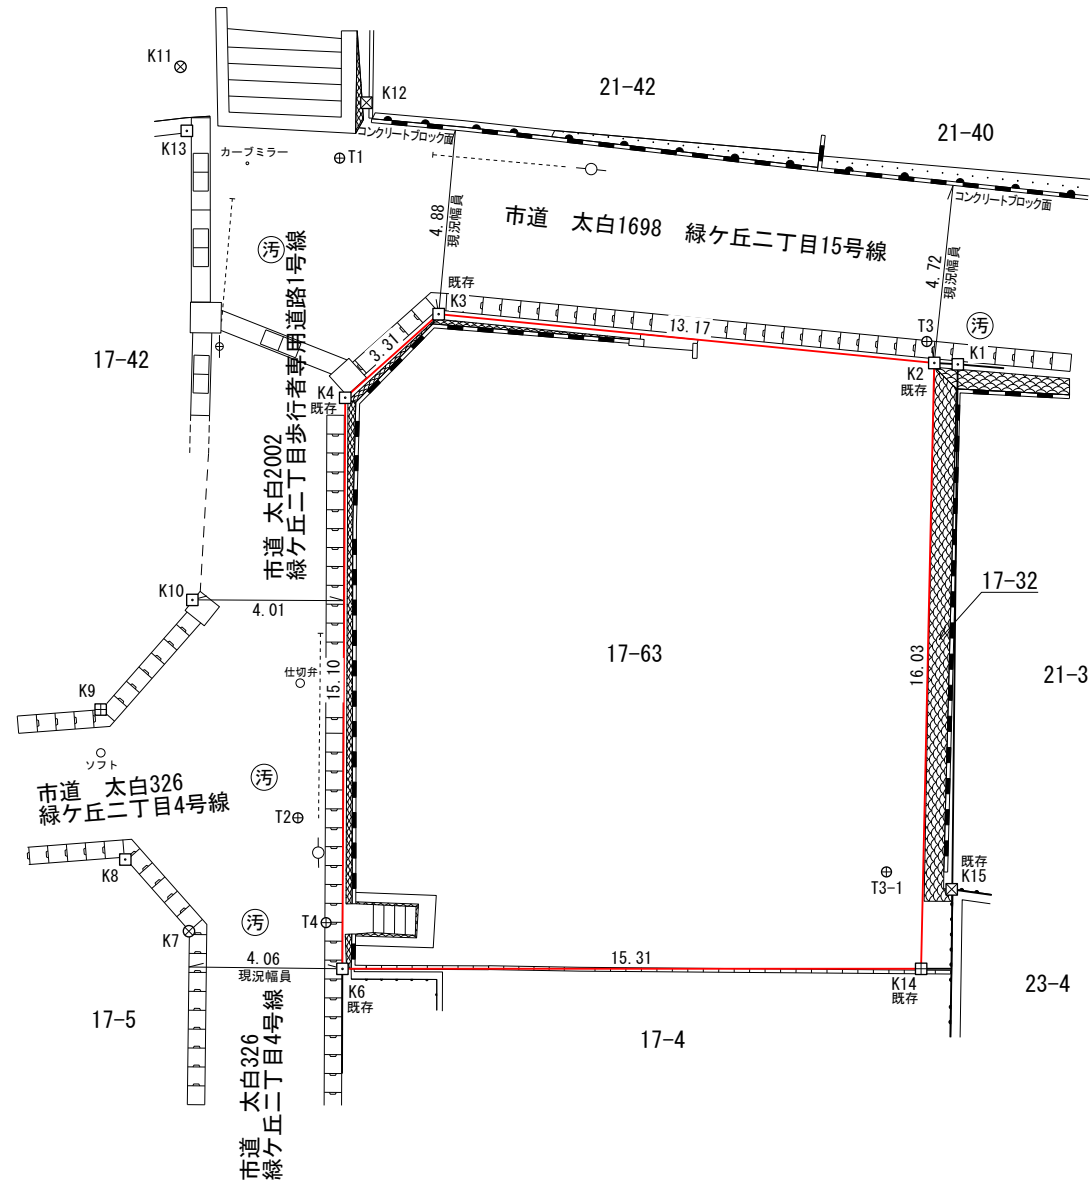 K11
21-42
K12
コンクリートブロック面
21-40
K13
カーブミラー
T1
コンクリートブロック面
4.88
現況幅員
市道　太白1698　緑ケ丘二丁目15号線
4.72
現況幅員
汚
既存
K3
13.17
T3
汚
17-42
3.31
K2
既存
K1
K4
既存
市道　太白2002
緑ケ丘二丁目歩行者専用道路1号線
K10
4.01
17-32
17-63
仕切弁
15.10
16.03
21-3
K9
ソフト
汚
市道　太白326
緑ケ丘二丁目4号線
T2
K8
T3-1
既存
K15
K7
汚
T4
4.06
現況幅員
15.31
K6
既存
K14
既存
23-4
17-5
17-4
市道　太白326
緑ケ丘二丁目4号線